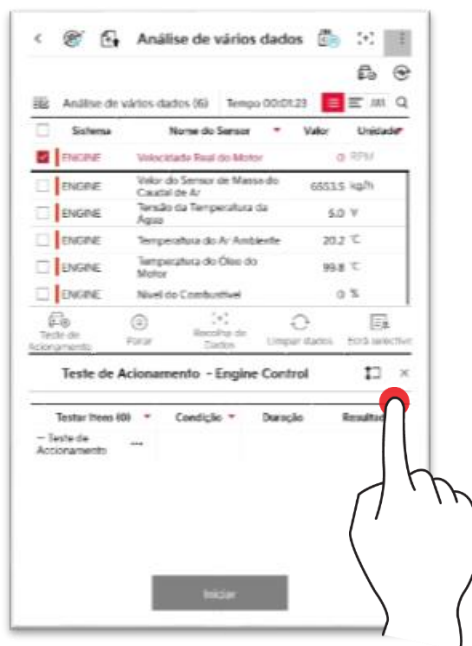 Análise de vários dados
Análise de vários dados (6) Tempo 00:01:23
Sistema Nome do Sensor Valor Unidade
ENGINE Velocidade Real do Motor 0 RPM
ENGINE Valor do Sensor de Massa do Caudal de Ar 6553.5 kg/h
ENGINE Tensão da Temperatura da Água 5.0 V
ENGINE Temperatura do Ar Ambiente 20.2 °C
ENGINE Temperatura do Óleo do Motor 99.8 °C
ENGINE Nível do Combustível 0 %
Teste de Acionamento Parar Recolha de Dados Limpar dados Ecrã
Teste de Acionamento - Engine Control
Testar Itens (0) Condição Duração
-- Teste de Acionamento ---
Iniciar